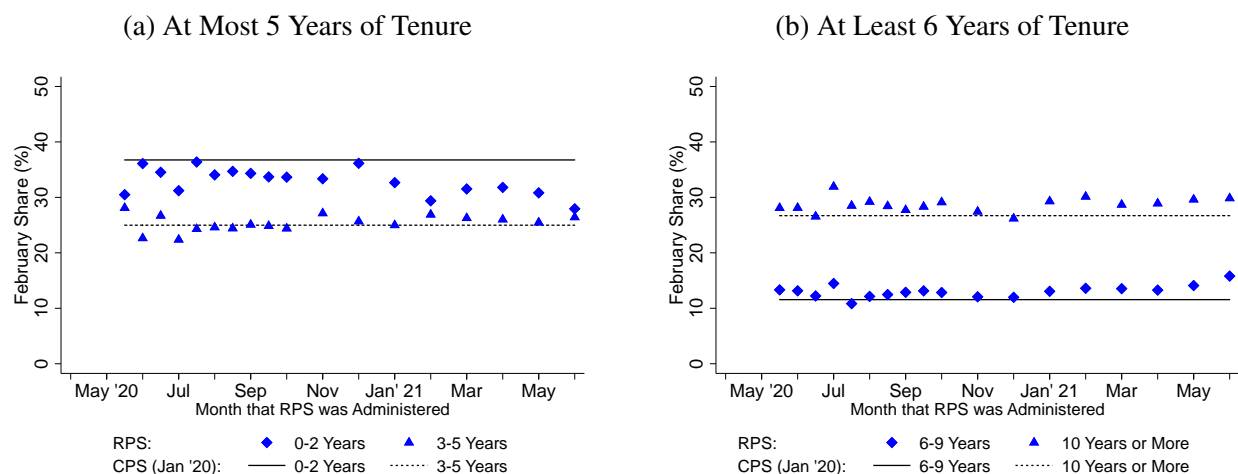 (a) At Most 5 Years of Tenure
February Share (%)
50
40
30
20
10
0
May '20 Jul Sep Nov Jan' 21 Mar May
Month that RPS was Administered
RPS: 0-2 Years 3-5 Years
CPS (Jan '20): 0-2 Years 3-5 Years
(b) At Least 6 Years of Tenure
February Share (%)
50
40
30
20
10
0
May '20 Jul Sep Nov Jan' 21 Mar May
Month that RPS was Administered
RPS: 6-9 Years 10 Years or More
CPS (Jan '20): 6-9 Years 10 Years or More